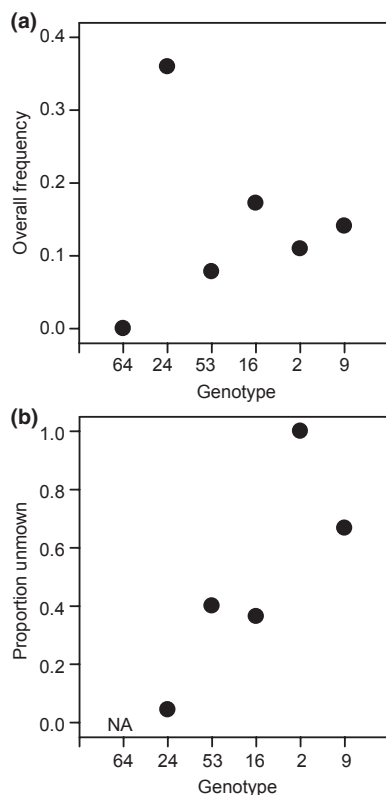 (a)
0.4
0.3
0.2
0.1
0.0
Overall frequency
64 24 53 16 2 9
Genotype
(b)
1.0
0.8
0.6
0.4
0.2
0.0
Proportion unmown
NA
64 24 53 16 2 9
Genotype